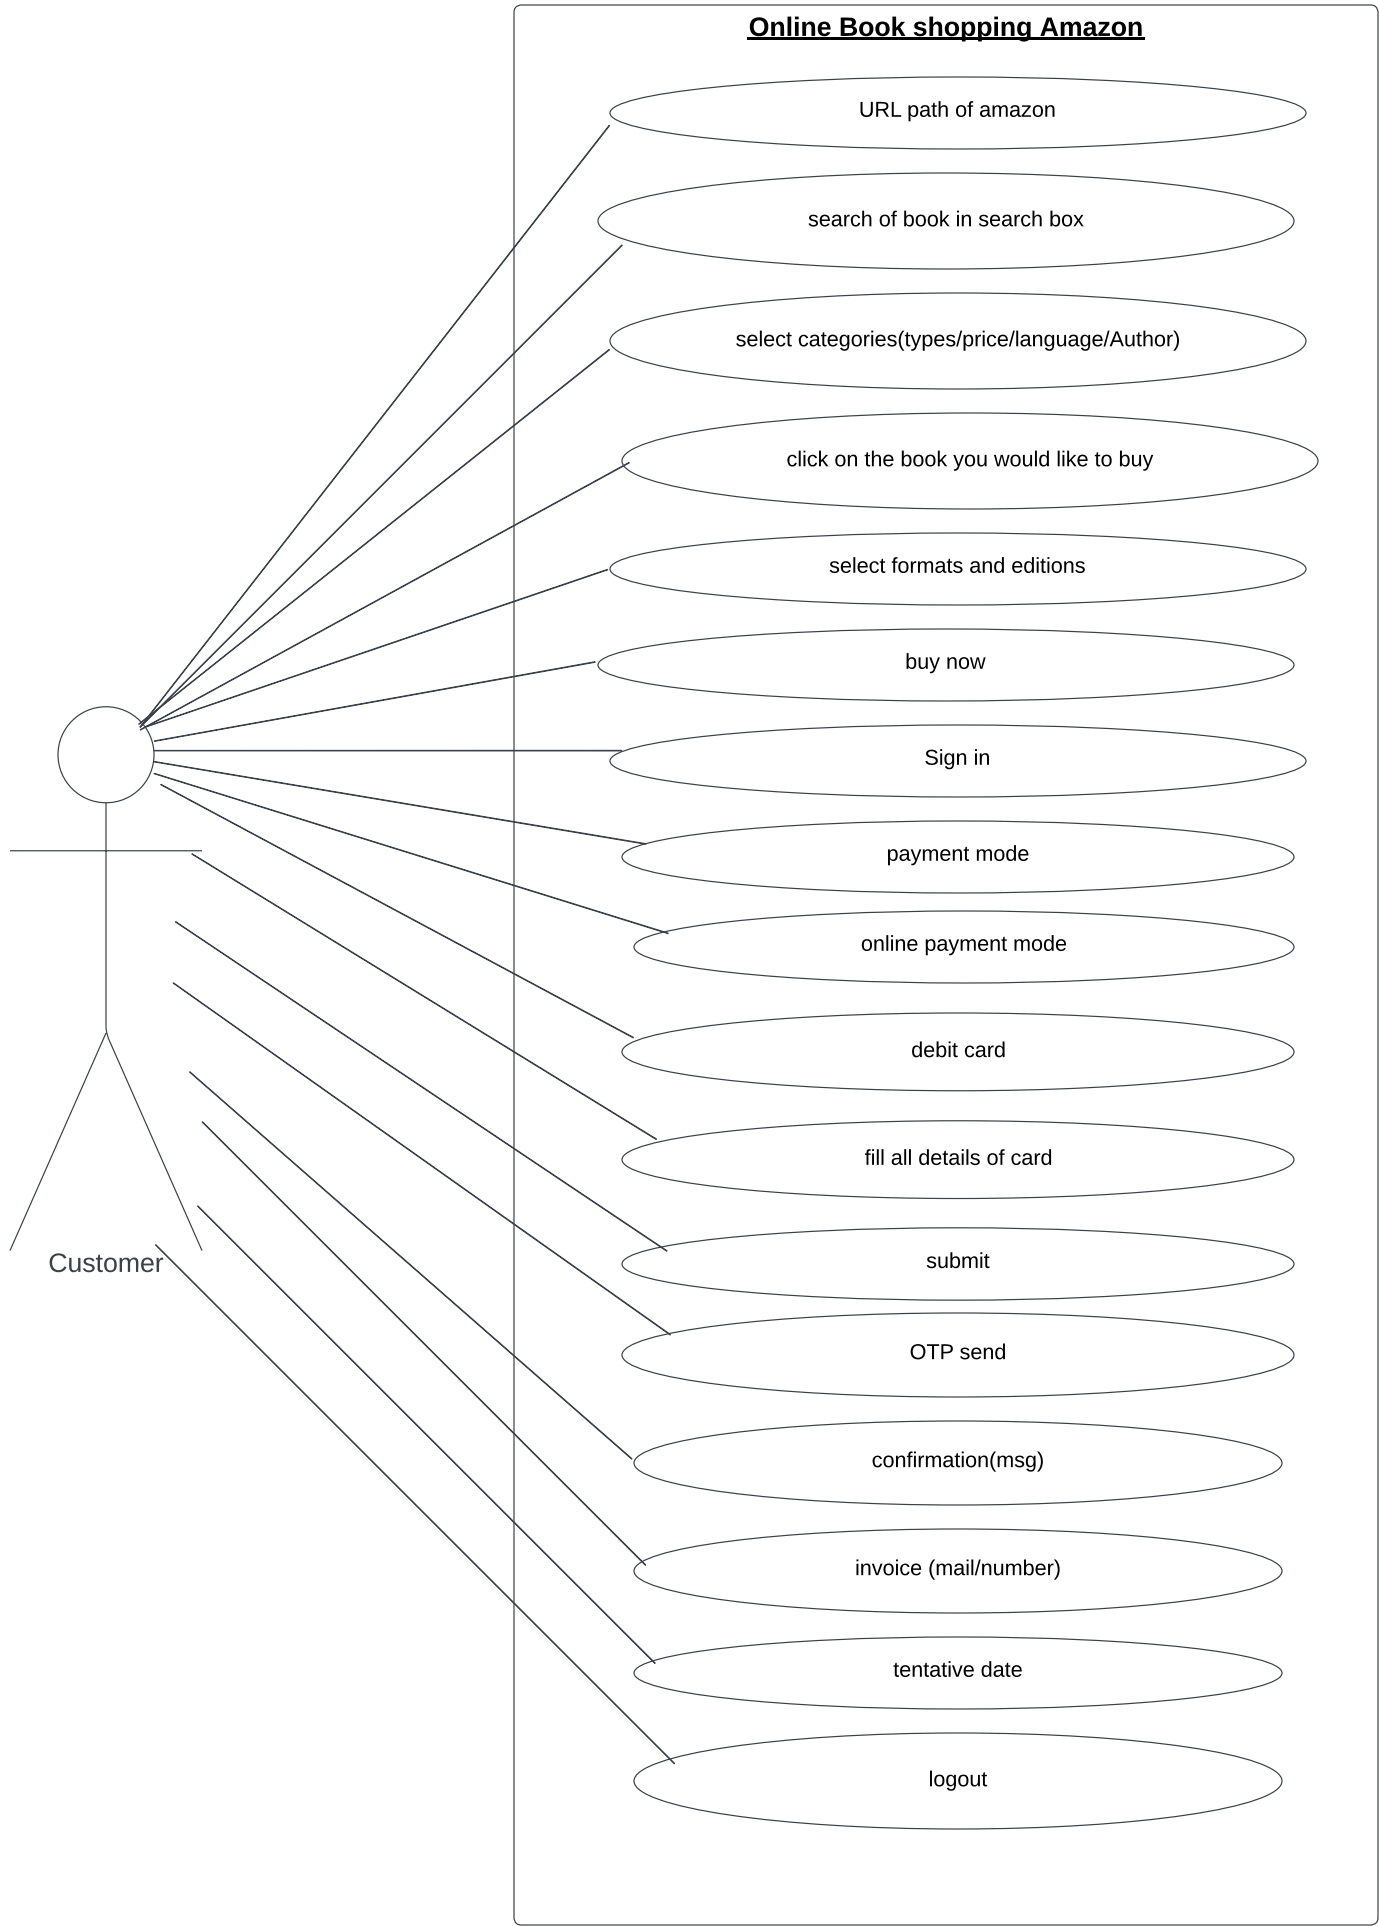 Online Book shopping Amazon
URL path of amazon
search of book in search box
select categories(types/price/language/Author)
click on the book you would like to buy
select formats and editions
buy now
Sign in
payment mode
online payment mode
debit card
fill all details of card
submit
Customer
OTP send
confirmation(msg)
invoice (mail/number)
tentative date
logout